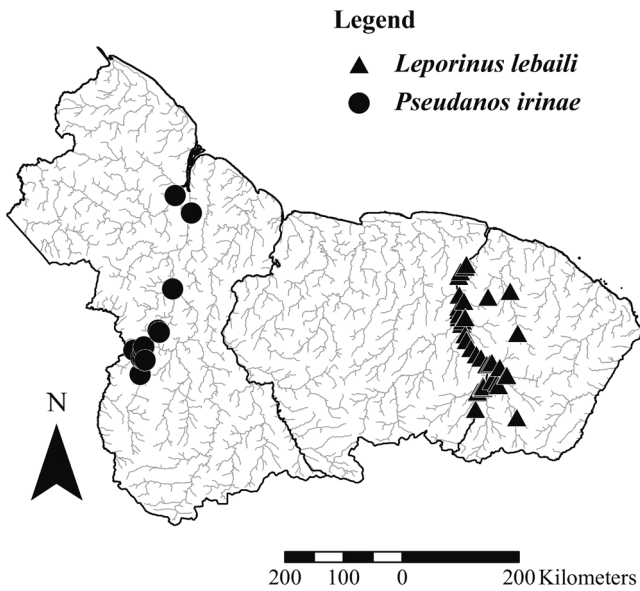 Legend
Leporinus lebaili
Pseudanos irinae
N
200 100 0 200 Kilometers